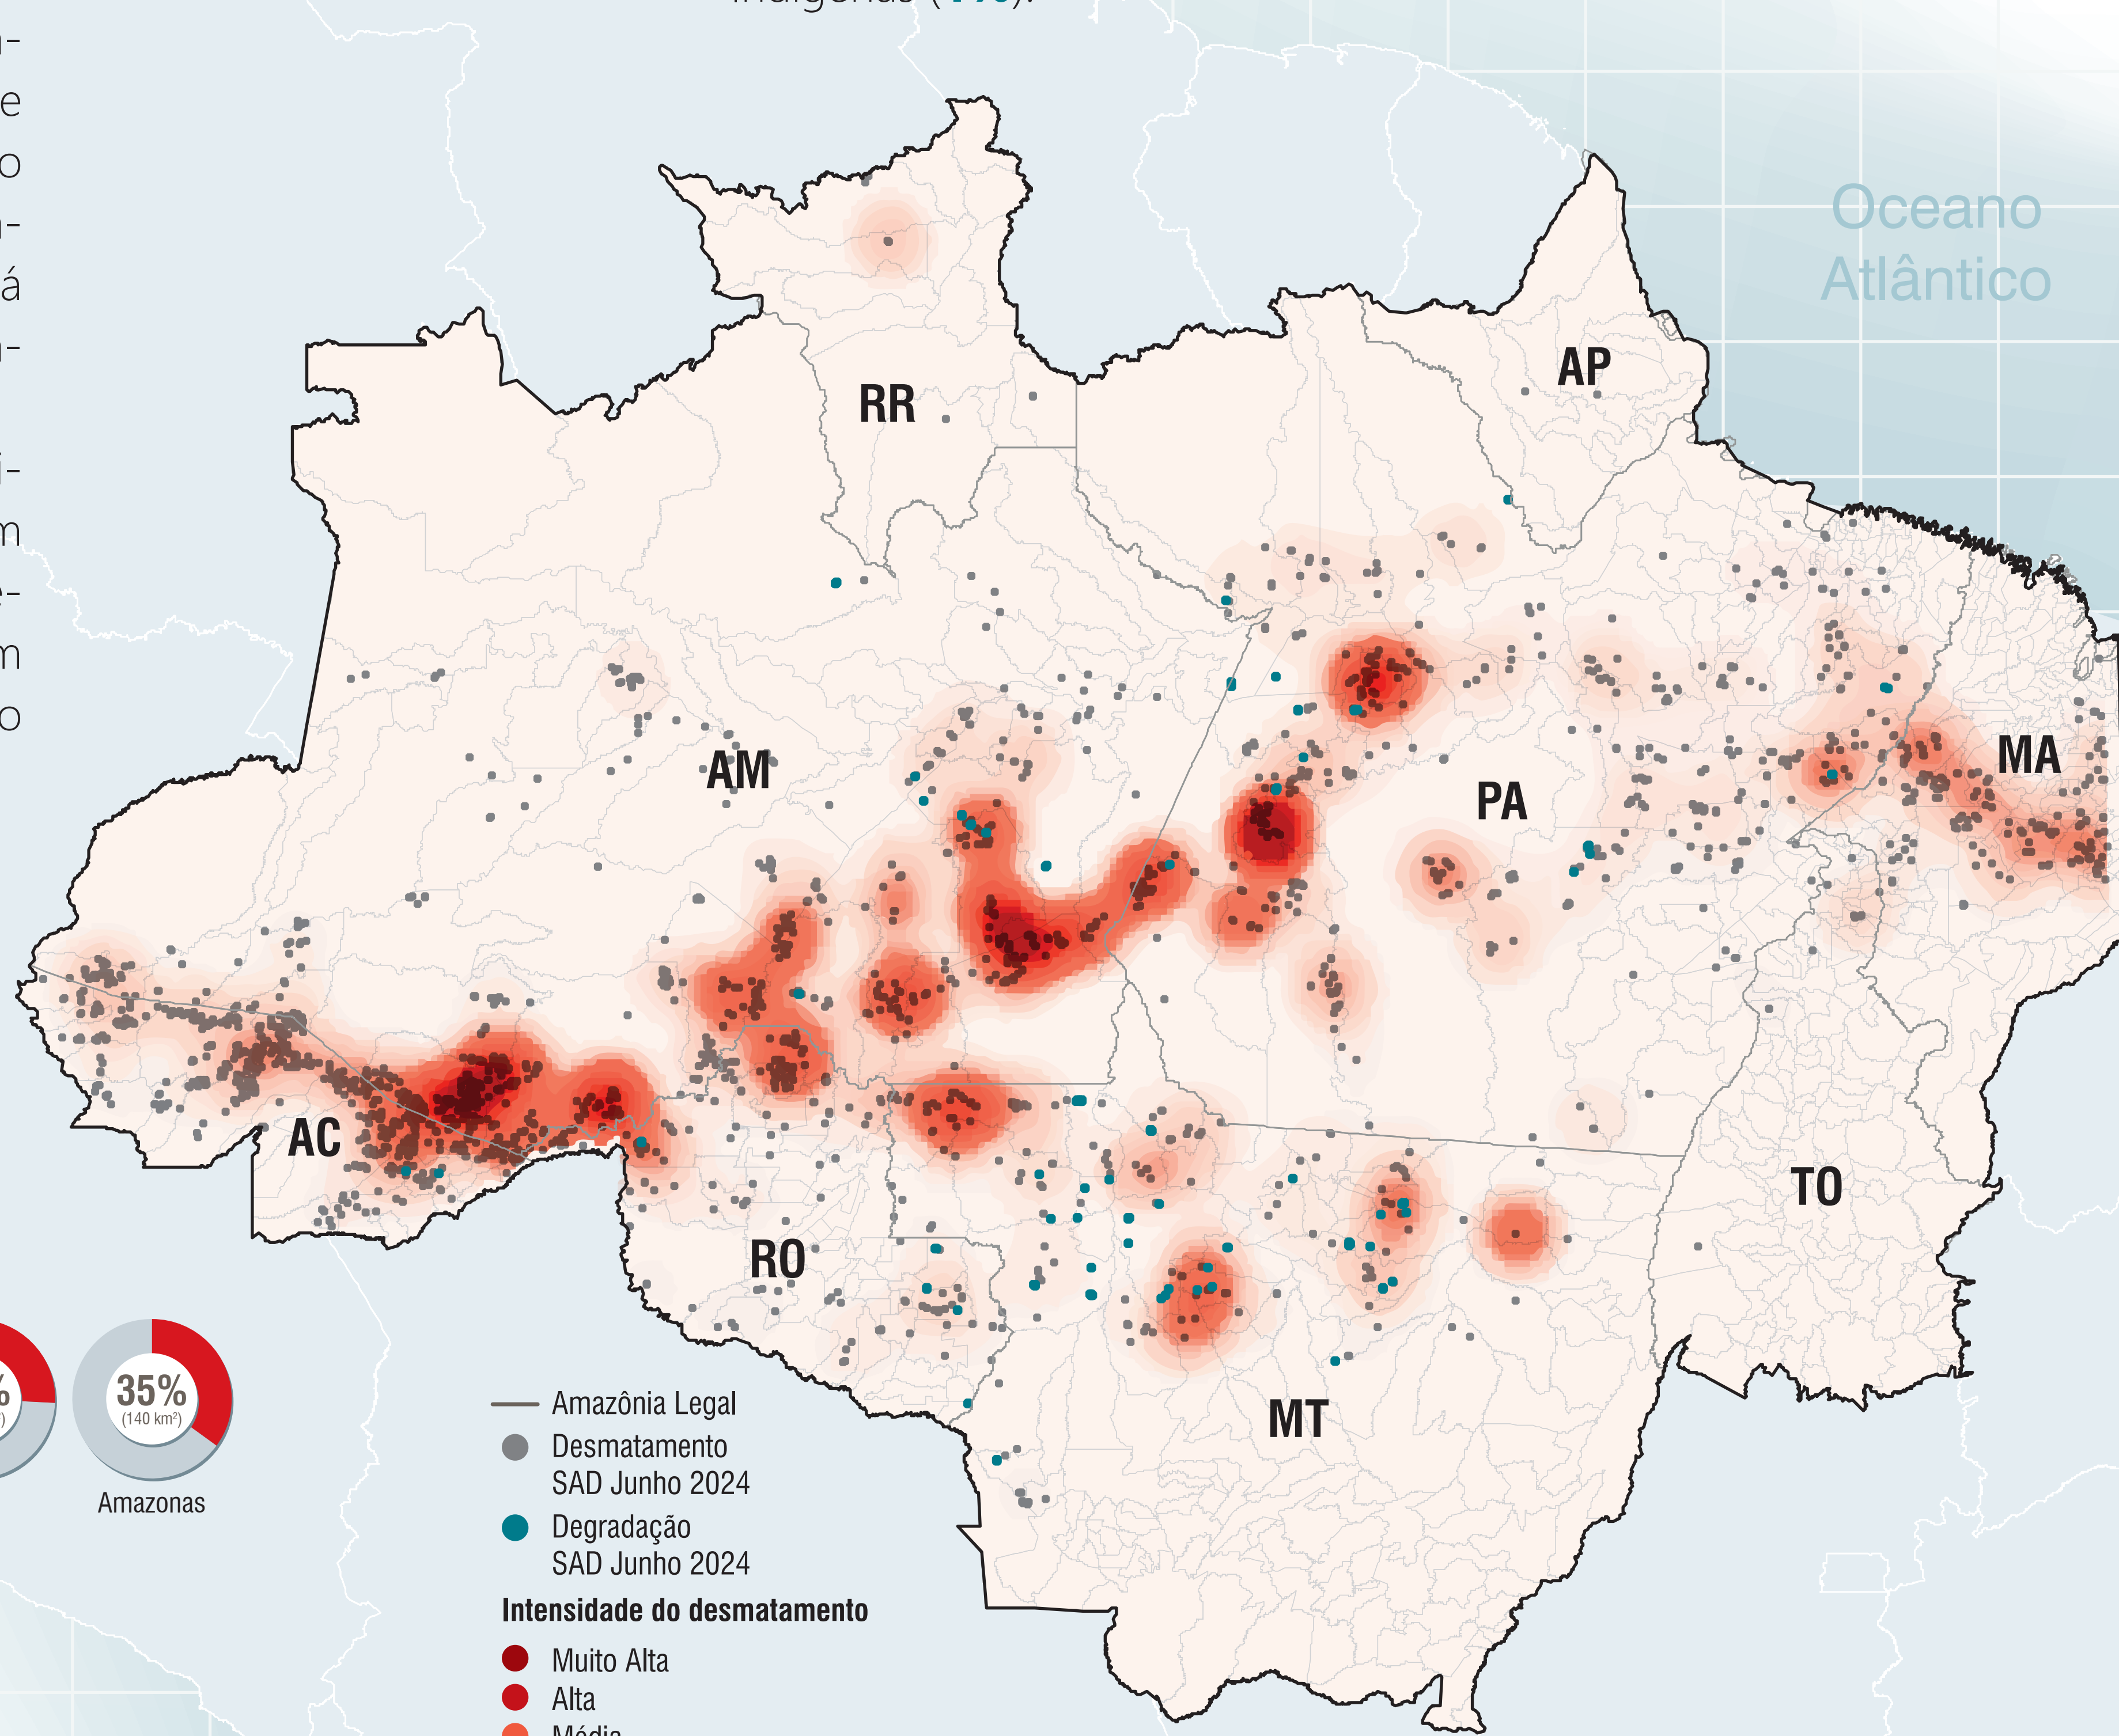 Oceano
Atlântico
RR
AP
AM
PA
MA
AC
RO
TO
MT
35%
(140 km²)
Amazonas
Amazônia Legal
Desmatamento
SAD Junho 2024
Degradação
SAD Junho 2024
Intensidade do desmatamento
Muito Alta
Alta
Média